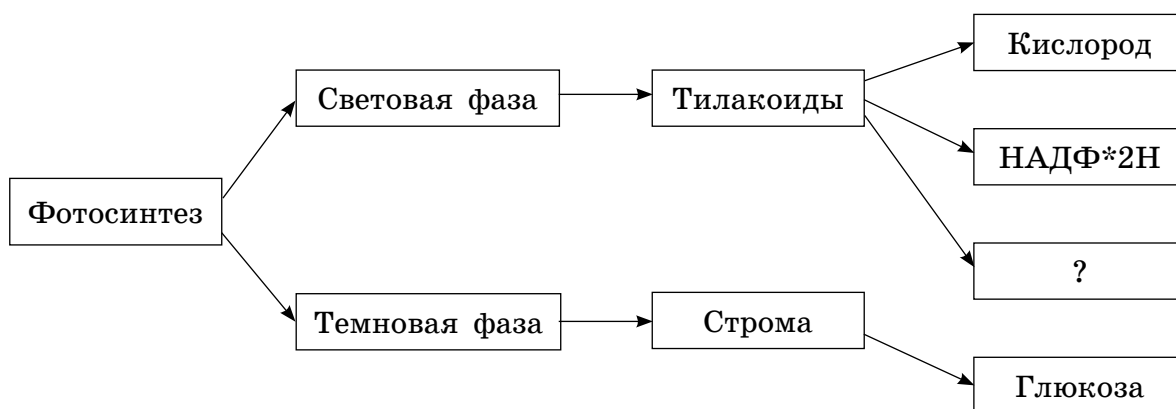 Кислород
Световая фаза
Тилакоиды
НАДФ*2Н
Фотосинтез
?
Темновая фаза
Строма
Глюкоза